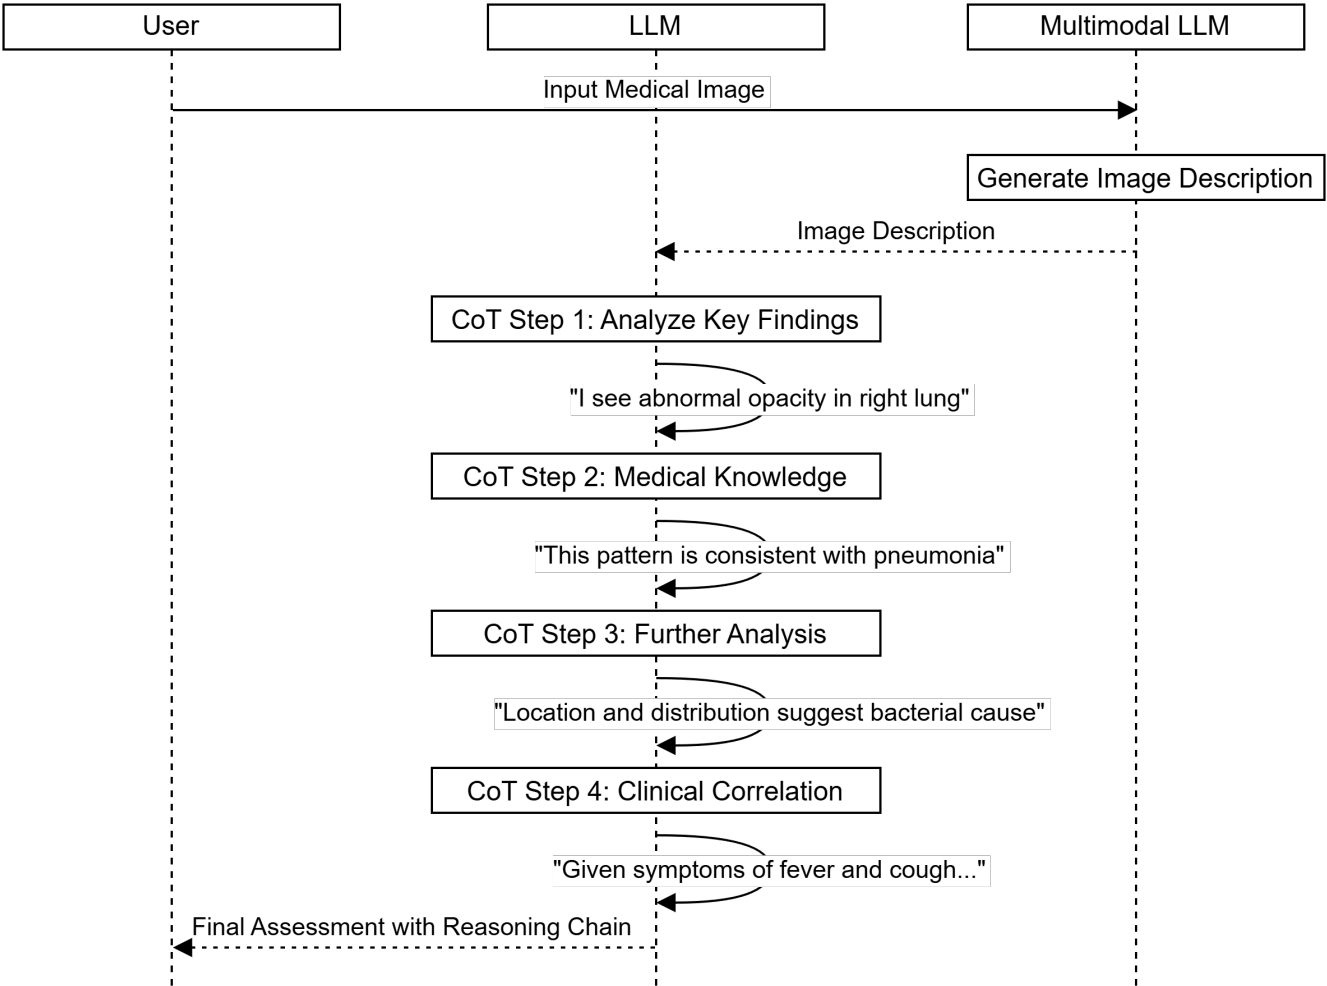 User
LLM
Multimodal LLM
Input Medical Image
Generate Image Description
Image Description
CoT Step 1: Analyze Key Findings
"I see abnormal opacity in right lung"
CoT Step 2: Medical Knowledge
"This pattern is consistent with pneumonia"
CoT Step 3: Further Analysis
"Location and distribution suggest bacterial cause"
CoT Step 4: Clinical Correlation
"Given symptoms of fever and cough..."
Final Assessment with Reasoning Chain